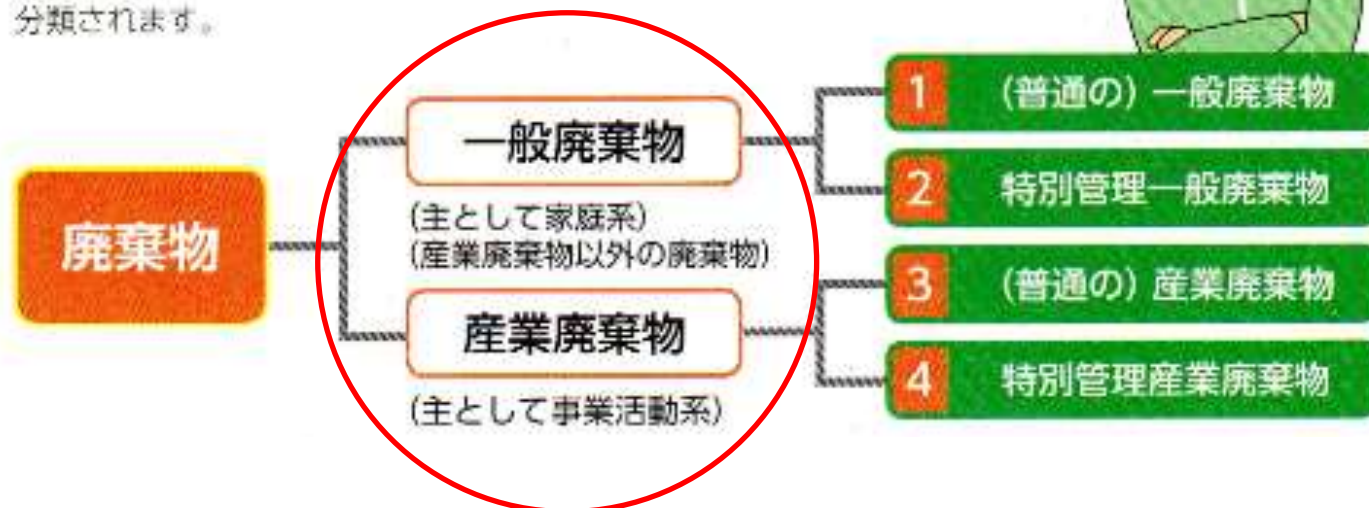 分類されます。
廃棄物
一般廃棄物
(主として家庭系)
(産業廃棄物以外の廃棄物)
産業廃棄物
(主として事業活動系)
1 (普通の) 一般廃棄物
2 特別管理一般廃棄物
3 (普通の) 産業廃棄物
4 特別管理産業廃棄物